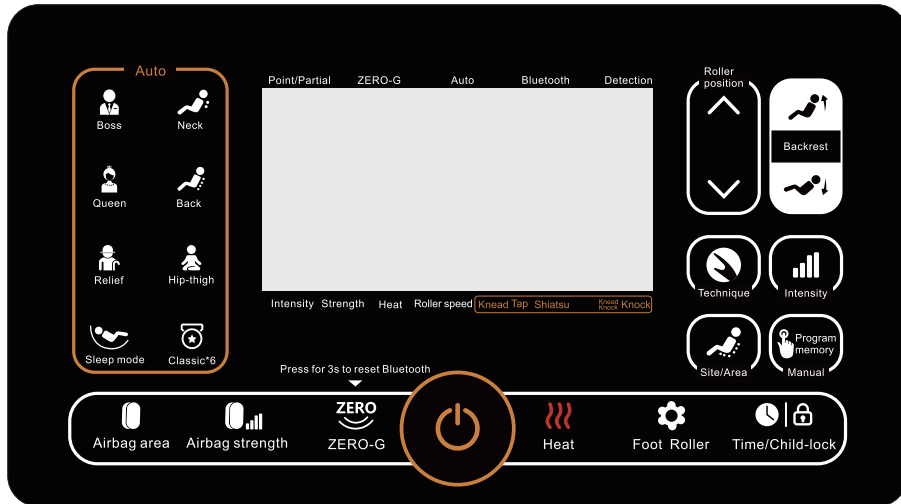 Auto
Boss
Neck
Queen
Back
Relief
Hip-thigh
Sleep mode
Classic*6
Point/Partial
ZERO-G
Auto
Bluetooth
Detection
Intensity
Strength
Heat
Roller speed
Knead
Tap
Shiatsu
Knead
Knock
Knock
Press for 3s to reset Bluetooth
Roller
position
Backrest
Technique
Intensity
Site/Area
Program
memory
Manual
Airbag area
Airbag strength
ZERO
ZERO-G
Heat
Foot Roller
Time/Child-lock